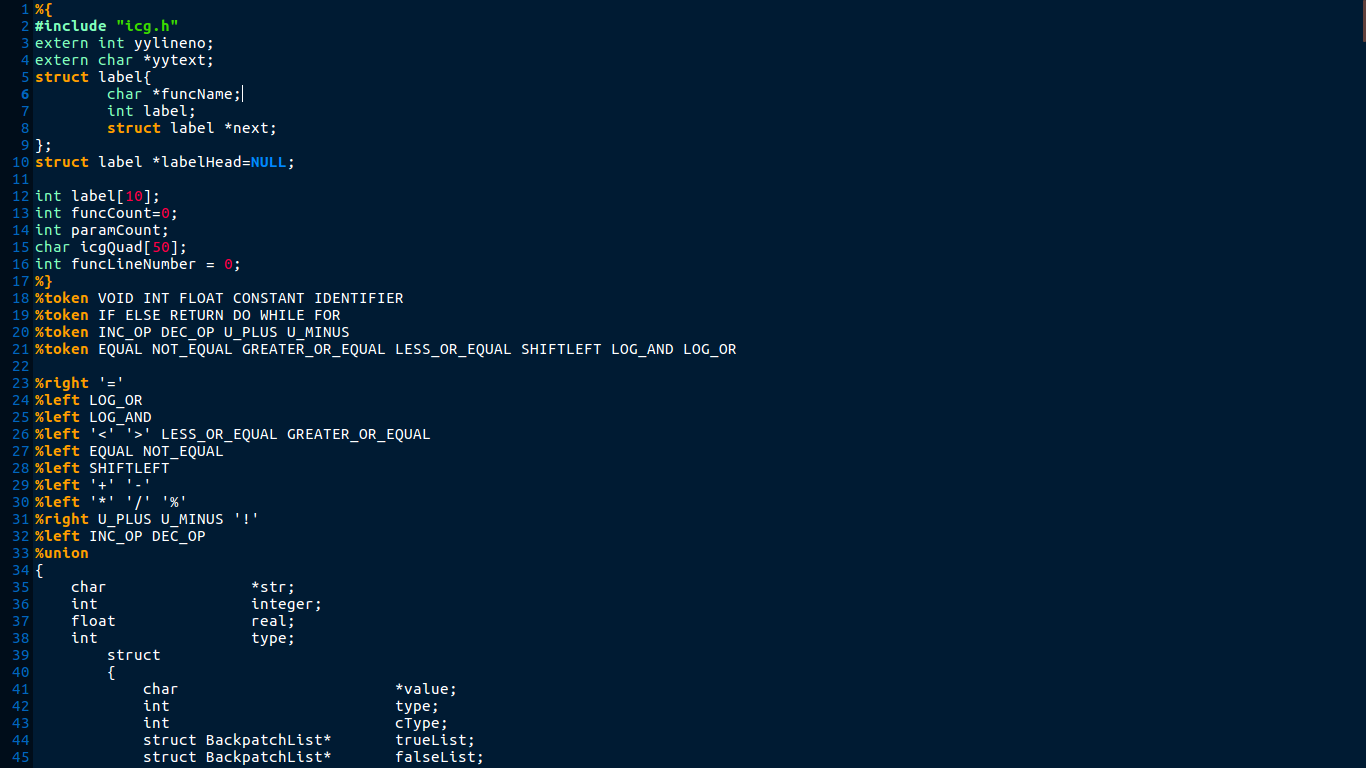 1 %{
2 #include "icg.h"
3 extern int yylineno;
4 extern char *yytext;
5 struct label{
6         char *funcName;
7         int label;
8         struct label *next;
9 };
10 struct label *labelHead=NULL;
11
12 int label[10];
13 int funcCount=0;
14 int paramCount;
15 char icgQuad[50];
16 int funcLineNumber = 0;
17 %}
18 %token VOID INT FLOAT CONSTANT IDENTIFIER
19 %token IF ELSE RETURN DO WHILE FOR
20 %token INC_OP DEC_OP U_PLUS U_MINUS
21 %token EQUAL NOT_EQUAL GREATER_OR_EQUAL LESS_OR_EQUAL SHIFTLEFT LOG_AND LOG_OR
22
23 %right '='
24 %left LOG_OR
25 %left LOG_AND
26 %left '<' '>' LESS_OR_EQUAL GREATER_OR_EQUAL
27 %left EQUAL NOT_EQUAL
28 %left SHIFTLEFT
29 %left '+' '-'
30 %left '*' '/' '%'
31 %right U_PLUS U_MINUS '!'
32 %left INC_OP DEC_OP
33 %union
34 {
35     char                *str;
36     int                 integer;
37     float               real;
38     int                 type;
39         struct
40         {
41             char                        *value;
42             int                         type;
43             int                         cType;
44             struct BackpatchList*       trueList;
45             struct BackpatchList*       falseList;